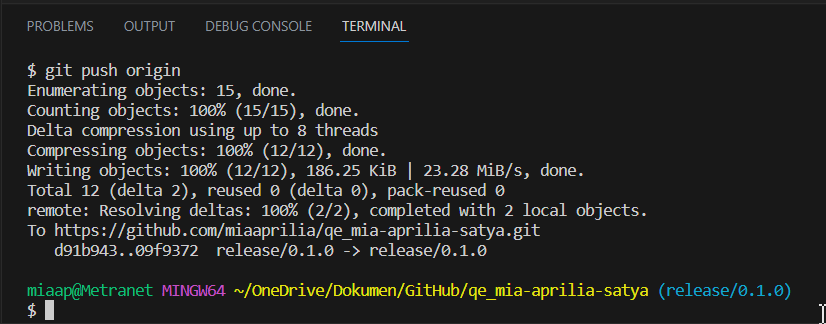 PROBLEMS OUTPUT DEBUG CONSOLE TERMINAL
$ git push origin
Enumerating objects: 15, done.
Counting objects: 100% (15/15), done.
Delta compression using up to 8 threads
Compressing objects: 100% (12/12), done.
Writing objects: 100% (12/12), 186.25 KiB | 23.28 MiB/s, done.
Total 12 (delta 2), reused 0 (delta 0), pack-reused 0
remote: Resolving deltas: 100% (2/2), completed with 2 local objects.
To https://github.com/miaaprilia/qe_mia-aprilia-satya.git
   d91b943..09f9372  release/0.1.0 -> release/0.1.0
miaap@Metranet MINGW64 ~/OneDrive/Dokumen/GitHub/qe_mia-aprilia-satya (release/0.1.0)
$